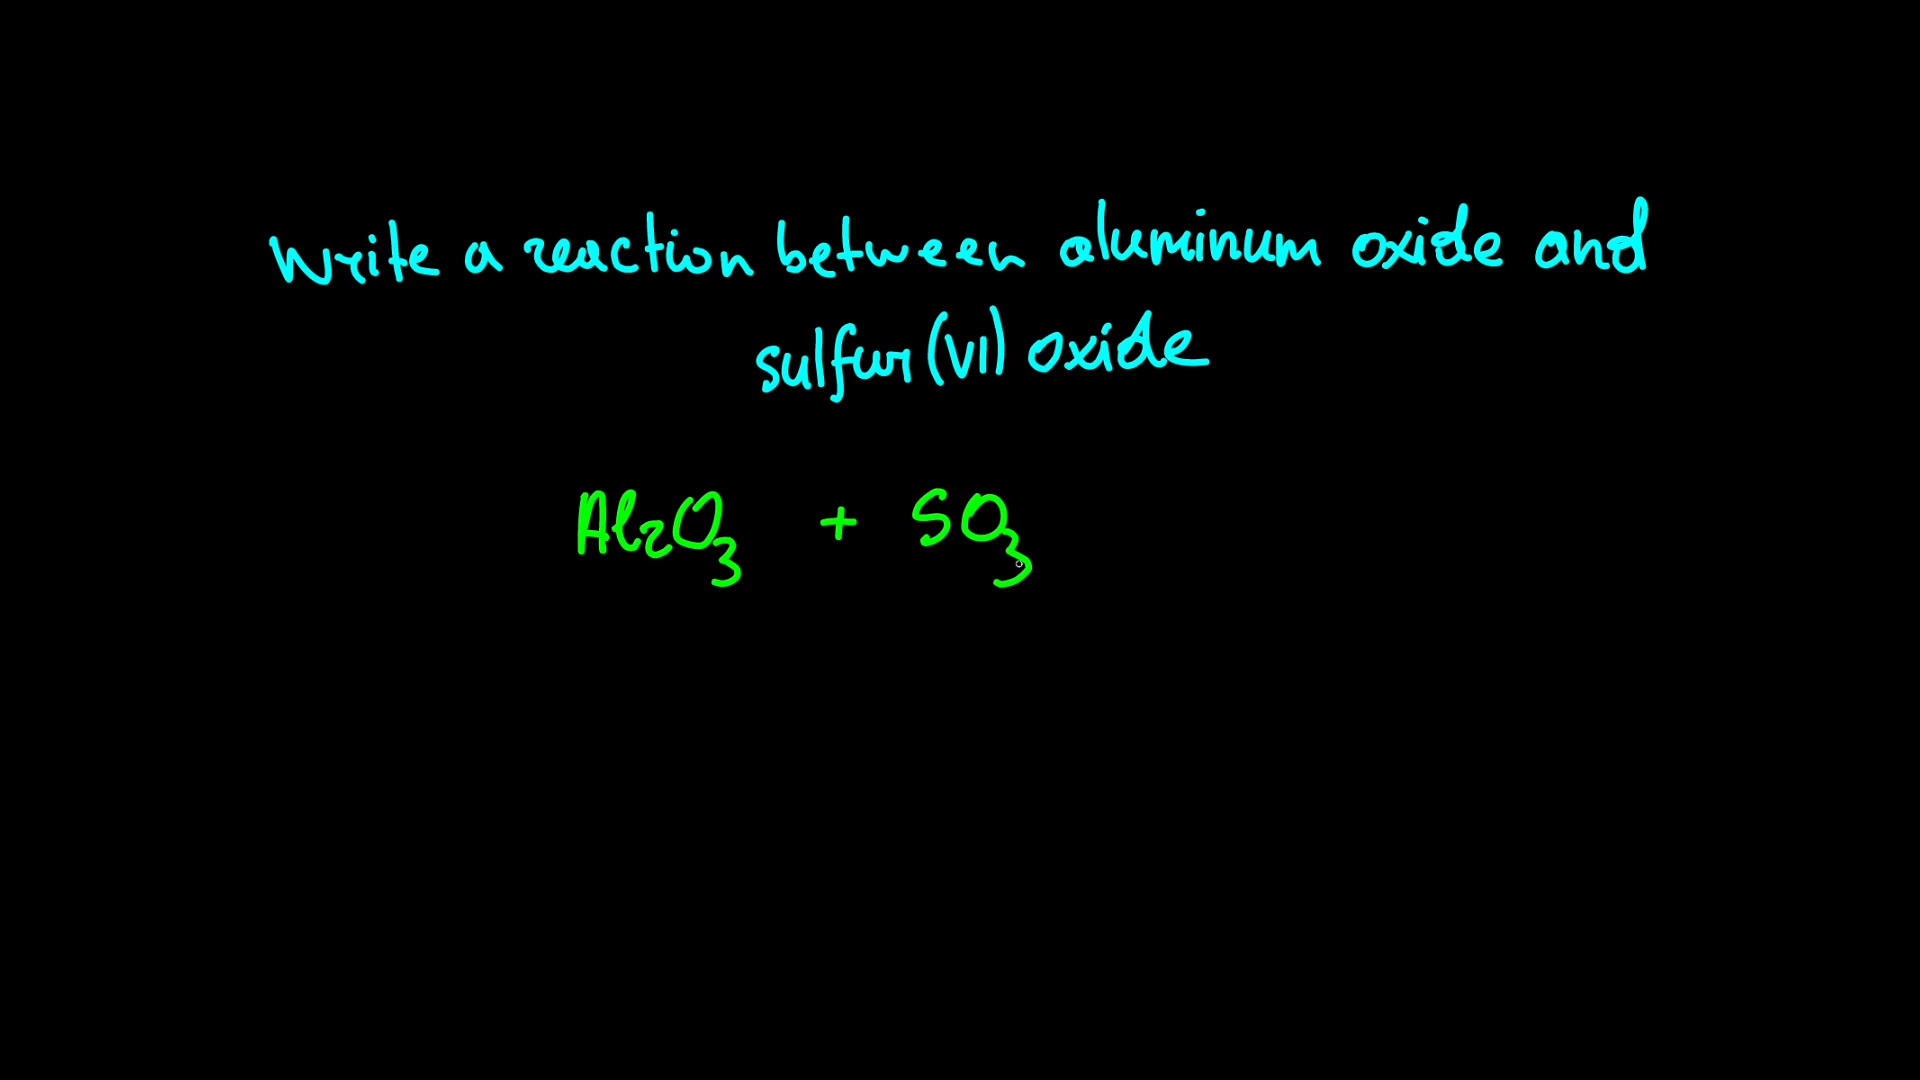 Write a reaction between aluminum oxide and
sulfur (VI) oxide
Al₂O₃ + SO₃